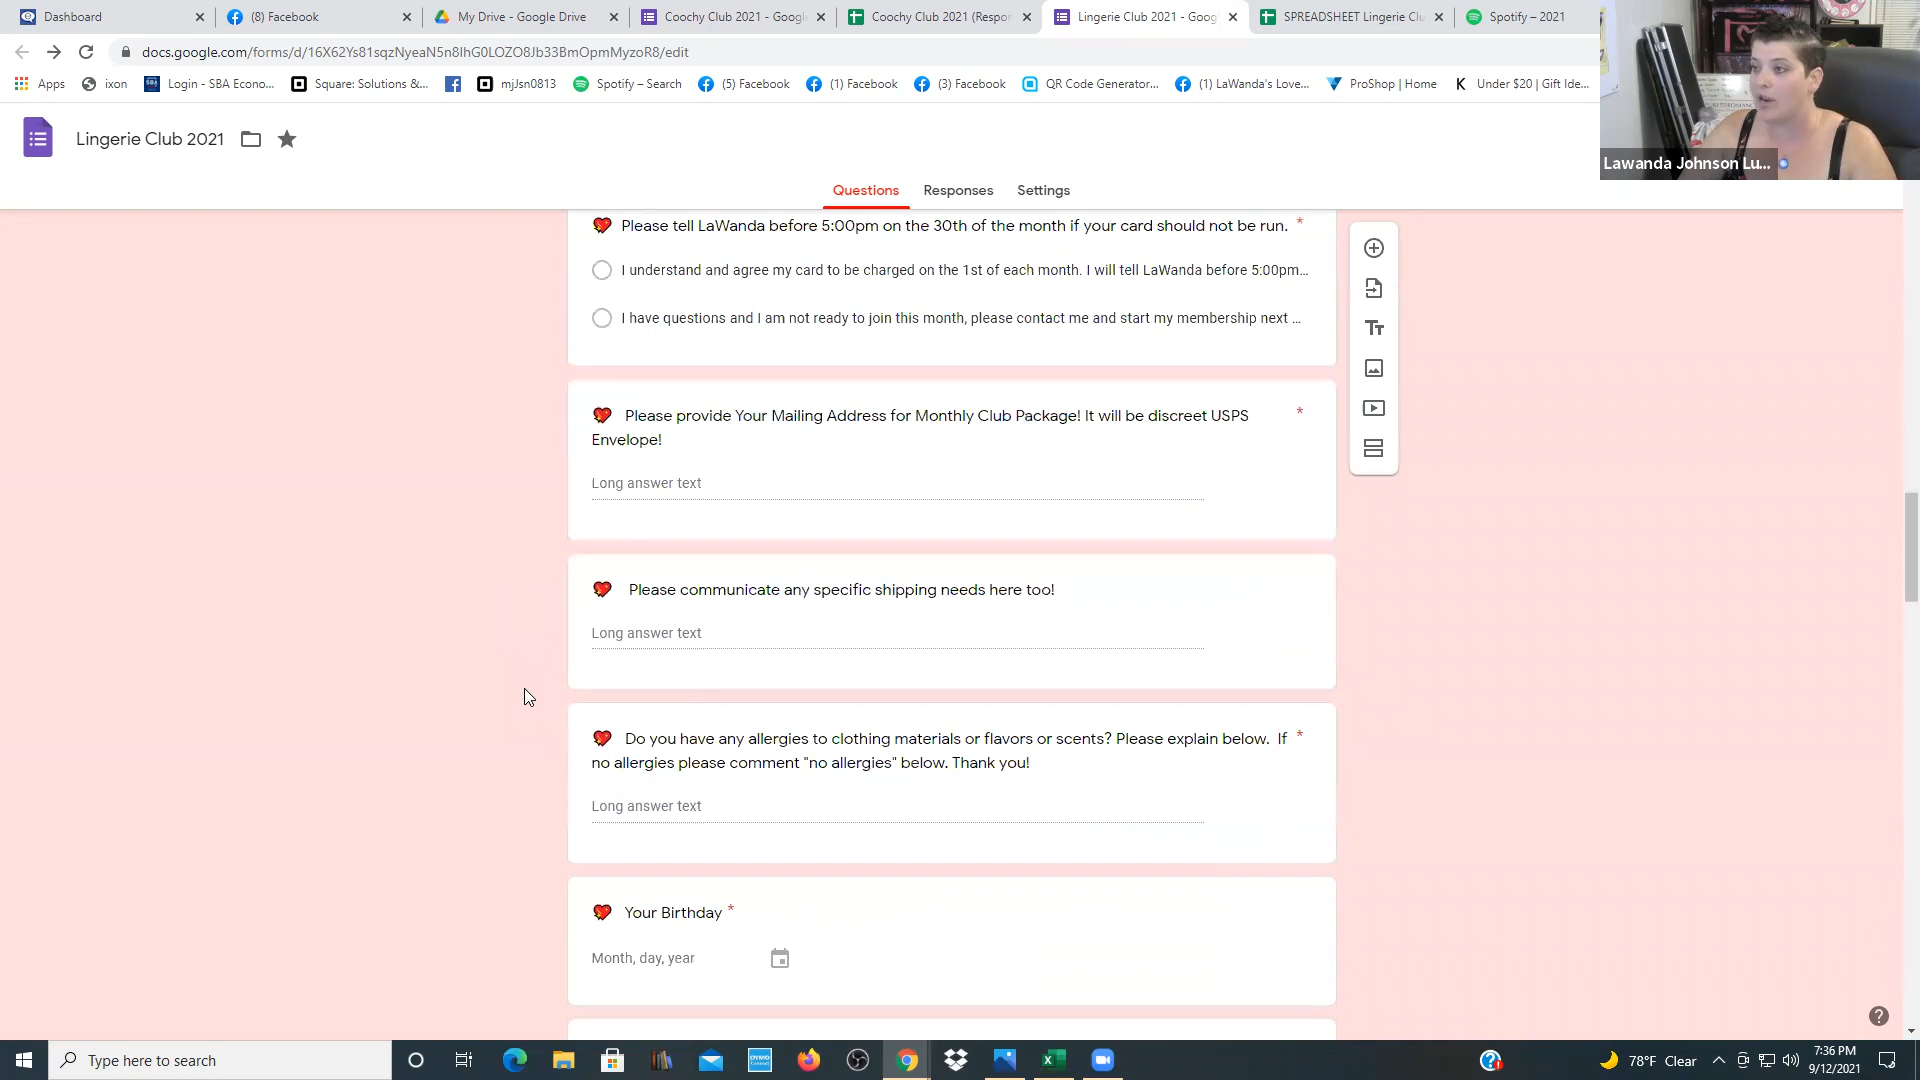 Dashboard
(8) Facebook
My Drive - Google Drive
Coochy Club 2021 - Googl
Coochy Club 2021 (Respor
Lingerie Club 2021 - Goog
SPREADSHEET Lingerie Clu
Spotify – 2021
docs.google.com/forms/d/16X62Ys81sqzNyeaN5n8IhG0LOZO8Jb33BmOpmMyzoR8/edit
Apps
ixon
Login - SBA Econo...
Square: Solutions &...
mjJsn0813
Spotify – Search
(5) Facebook
(1) Facebook
(3) Facebook
QR Code Generator...
(1) LaWanda's Love...
ProShop | Home
Under $20 | Gift Ide...
Lingerie Club 2021
Lawanda Johnson Lu...
Questions
Responses
Settings
Please tell LaWanda before 5:00pm on the 30th of the month if your card should not be run. *
I understand and agree my card to be charged on the 1st of each month. I will tell LaWanda before 5:00pm...
I have questions and I am not ready to join this month, please contact me and start my membership next ...
Please provide Your Mailing Address for Monthly Club Package! It will be discreet USPS *
Envelope!
Long answer text
Please communicate any specific shipping needs here too!
Long answer text
Do you have any allergies to clothing materials or flavors or scents? Please explain below. If *
no allergies please comment "no allergies" below. Thank you!
Long answer text
Your Birthday *
Month, day, year
Type here to search
78°F Clear
7:36 PM
9/12/2021